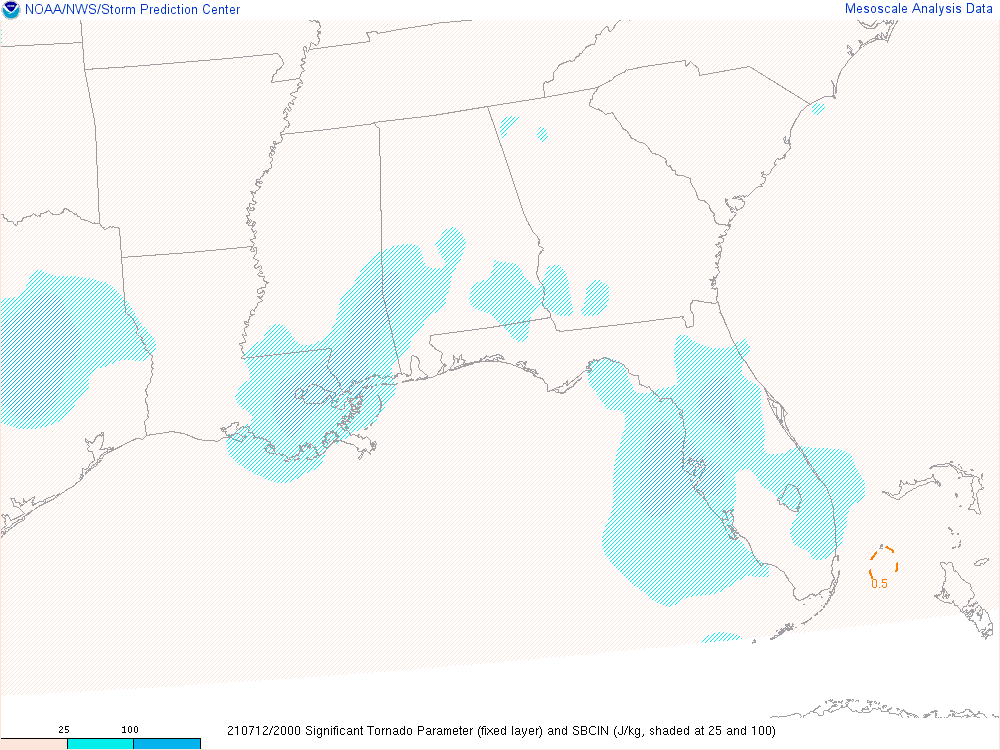 NOAA/NWS/Storm Prediction Center
Mesoscale Analysis Data
0.5
25 100
210712/2000 Significant Tornado Parameter (fixed layer) and SBCIN (J/kg, shaded at 25 and 100)